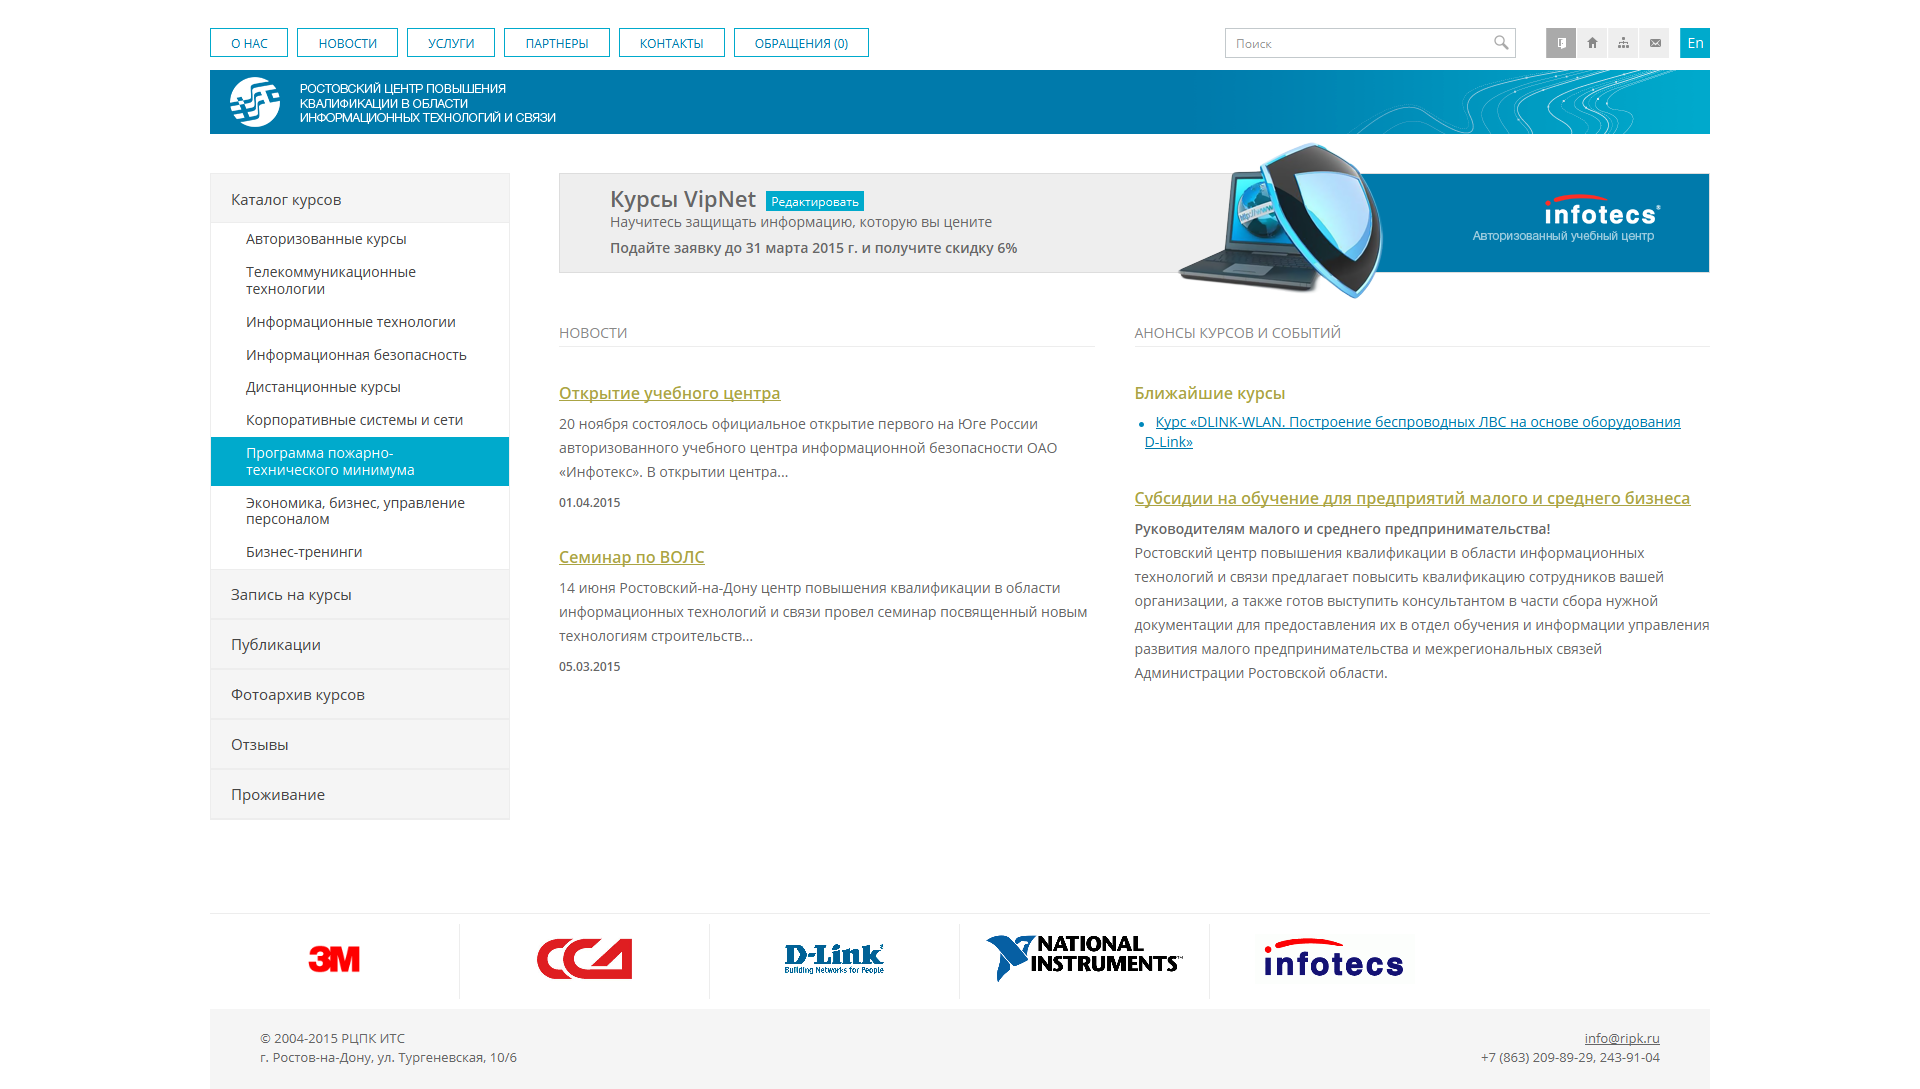 О НАС
НОВОСТИ
УСЛУГИ
ПАРТНЕРЫ
КОНТАКТЫ
ОБРАЩЕНИЯ (0)
Поиск
En
РОСТОВСКИЙ ЦЕНТР ПОВЫШЕНИЯ
КВАЛИФИКАЦИИ В ОБЛАСТИ
ИНФОРМАЦИОННЫХ ТЕХНОЛОГИЙ И СВЯЗИ
Каталог курсов
Авторизованные курсы
Телекоммуникационные
технологии
Информационные технологии
Информационная безопасность
Дистанционные курсы
Корпоративные системы и сети
Программа пожарно-
технического минимума
Экономика, бизнес, управление
персоналом
Бизнес-тренинги
Запись на курсы
Публикации
Фотоархив курсов
Отзывы
Проживание
Курсы VipNet Редактировать
Научитесь защищать информацию, которую вы цените
Подайте заявку до 31 марта 2015 г. и получите скидку 6%
infotecs®
Авторизованный учебный центр
НОВОСТИ
Открытие учебного центра
20 ноября состоялось официальное открытие первого на Юге России
авторизованного учебного центра информационной безопасности ОАО
«Инфотекс». В открытии центра...
01.04.2015
Семинар по ВОЛС
14 июня Ростовский-на-Дону центр повышения квалификации в области
информационных технологий и связи провел семинар посвященный новым
технологиям строительств...
05.03.2015
АНОНСЫ КУРСОВ И СОБЫТИЙ
Ближайшие курсы
Курс «DLINK-WLAN. Построение беспроводных ЛВС на основе оборудования
D-Link»
Субсидии на обучение для предприятий малого и среднего бизнеса
Руководителям малого и среднего предпринимательства!
Ростовский центр повышения квалификации в области информационных
технологий и связи предлагает повысить квалификацию сотрудников вашей
организации, а также готов выступить консультантом в части сбора нужной
документации для предоставления их в отдел обучения и информации управления
развития малого предпринимательства и межрегиональных связей
Администрации Ростовской области.
3M
ССД
D-Link
Building Networks for People
NATIONAL
INSTRUMENTS™
infotecs
© 2004-2015 РЦПК ИТС
г. Ростов-на-Дону, ул. Тургеневская, 10/6
info@ripk.ru
+7 (863) 209-89-29, 243-91-04